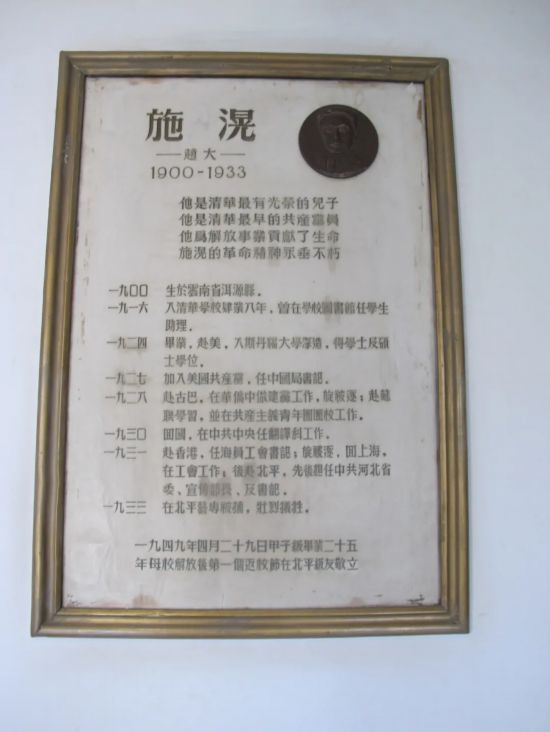 施滉
——趙大——
1900-1933
他是清華最有光榮的兒子
他是清華最早的共産黨員
他爲解放事業貢獻了生命
施滉的革命精神永垂不朽
一九〇〇 生於雲南省洱源縣．
一九一六 入清華學校肄業八年，曾在學校圖書館任學生
助理．
一九二四 畢業，赴美，入斯丹福大學深造，得學士及碩
士學位．
一九二七 加入美國共産黨，任中國局書記．
一九二八 赴古巴，在華僑中做建黨工作，旋被逐；赴蘇
聯學習，並在共産主義青年團團校工作．
一九三〇 囘國，在中共中央任翻譯科工作．
一九三一 赴香港，任海員工會書記；旋被逐，囘上海，
在工會工作；後赴北平，先後担任中共河北省
委、宣傳部長、及書記．
一九三三 在北平藝專被捕，壯烈犧牲．
一九四九年四月二十九日甲子級畢業二十五
年母校解放後第一個返校節在北平級友敬立